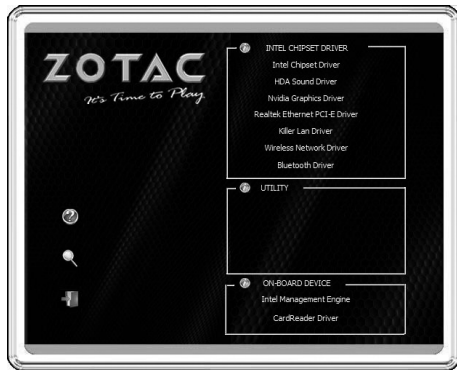 ZOTAC
It's Time to Play
INTEL CHIPSET DRIVER
Intel Chipset Driver
HDA Sound Driver
Nvidia Graphics Driver
Realtek Ethernet PCI-E Driver
Killer Lan Driver
Wireless Network Driver
Bluetooth Driver
UTILITY
ON-BOARD DEVICE
Intel Management Engine
CardReader Driver